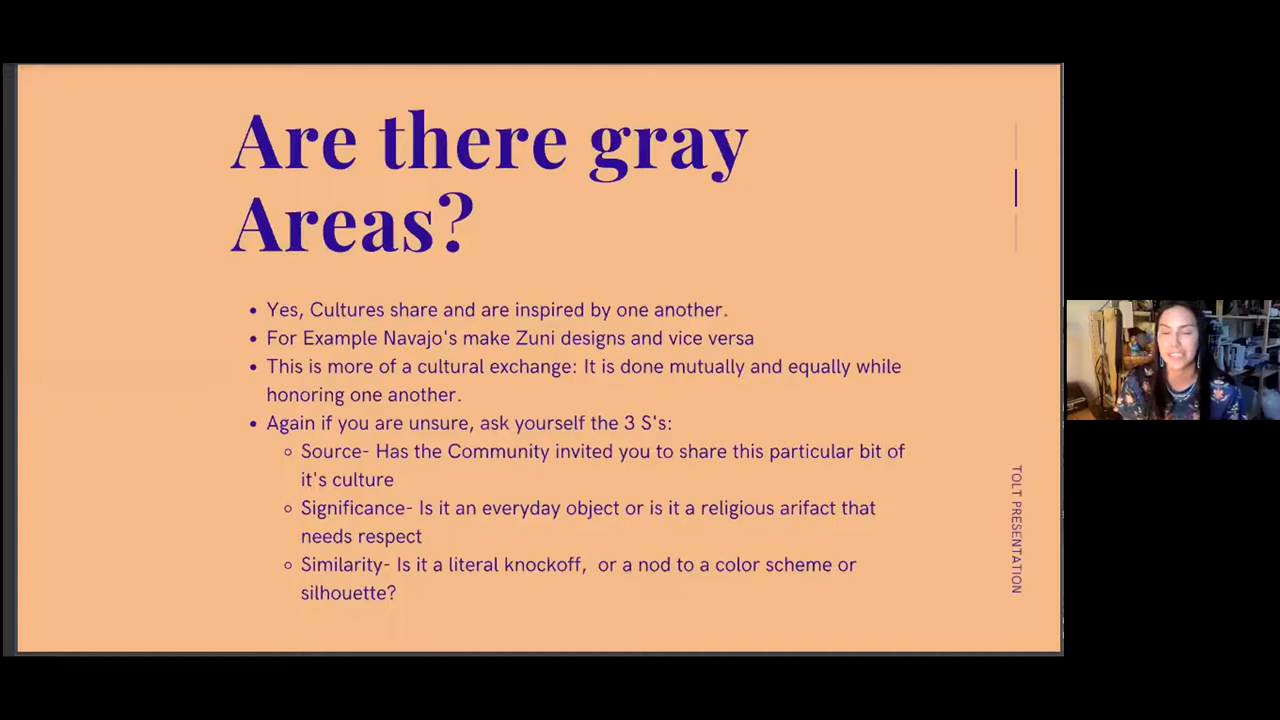 Are there gray
Areas?
• Yes, Cultures share and are inspired by one another.
• For Example Navajo's make Zuni designs and vice versa
• This is more of a cultural exchange: It is done mutually and equally while
honoring one another.
• Again if you are unsure, ask yourself the 3 S's:
◦ Source- Has the Community invited you to share this particular bit of
it's culture
◦ Significance- Is it an everyday object or is it a religious arifact that
needs respect
◦ Similarity- Is it a literal knockoff, or a nod to a color scheme or
silhouette?
TOLT PRESENTATION